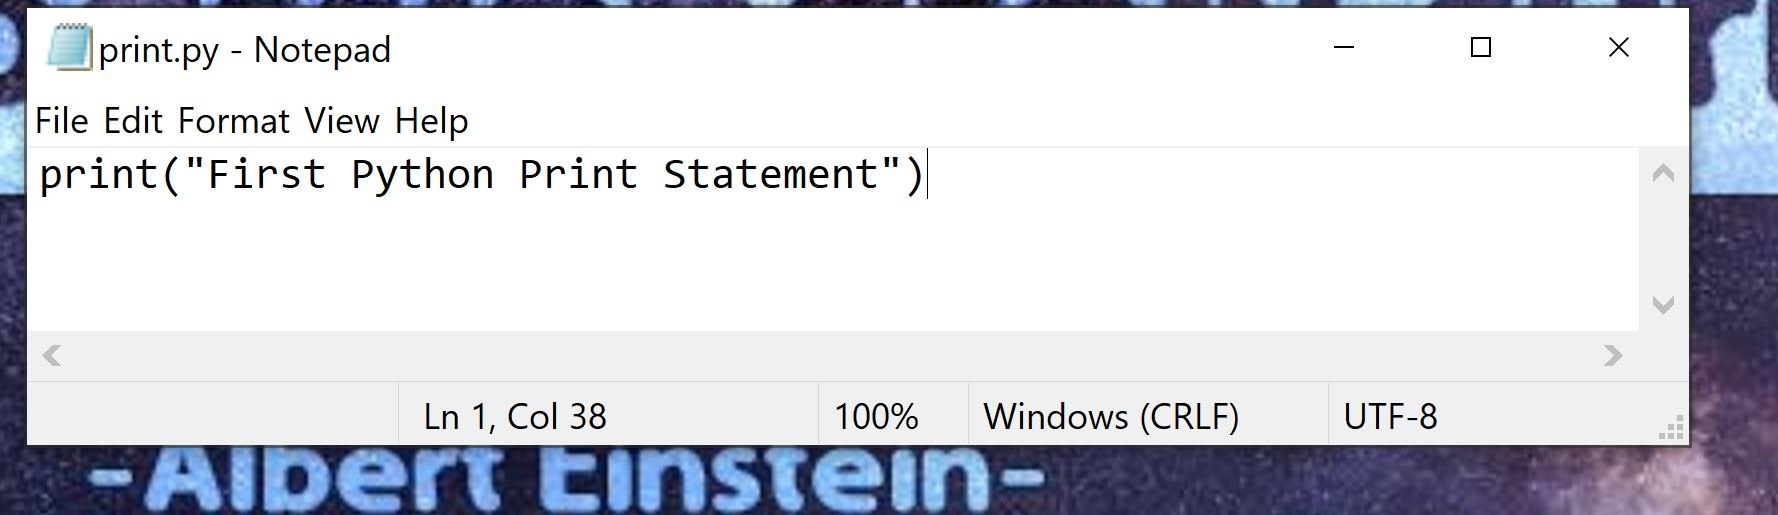 print.py - Notepad
File Edit Format View Help
print("First Python Print Statement")
Ln 1, Col 38
100%
Windows (CRLF)
UTF-8
-Albert Einstein-